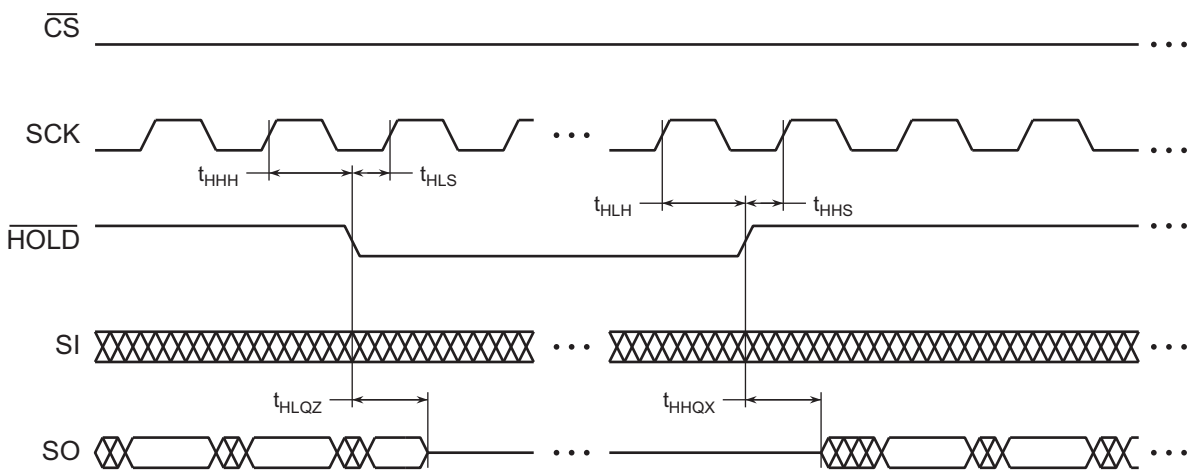 CS
SCK
tHHH tHLS
tHLH tHHS
HOLD
SI
tHLQZ tHHQX
SO